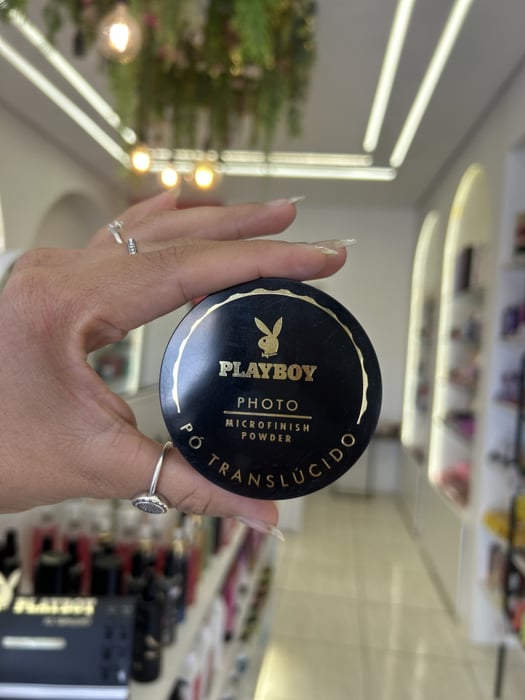 PLAYBOY
PHOTO
MICROFINISH
POWDER
PÓ TRANSLÚCIDO
PLAYBOY